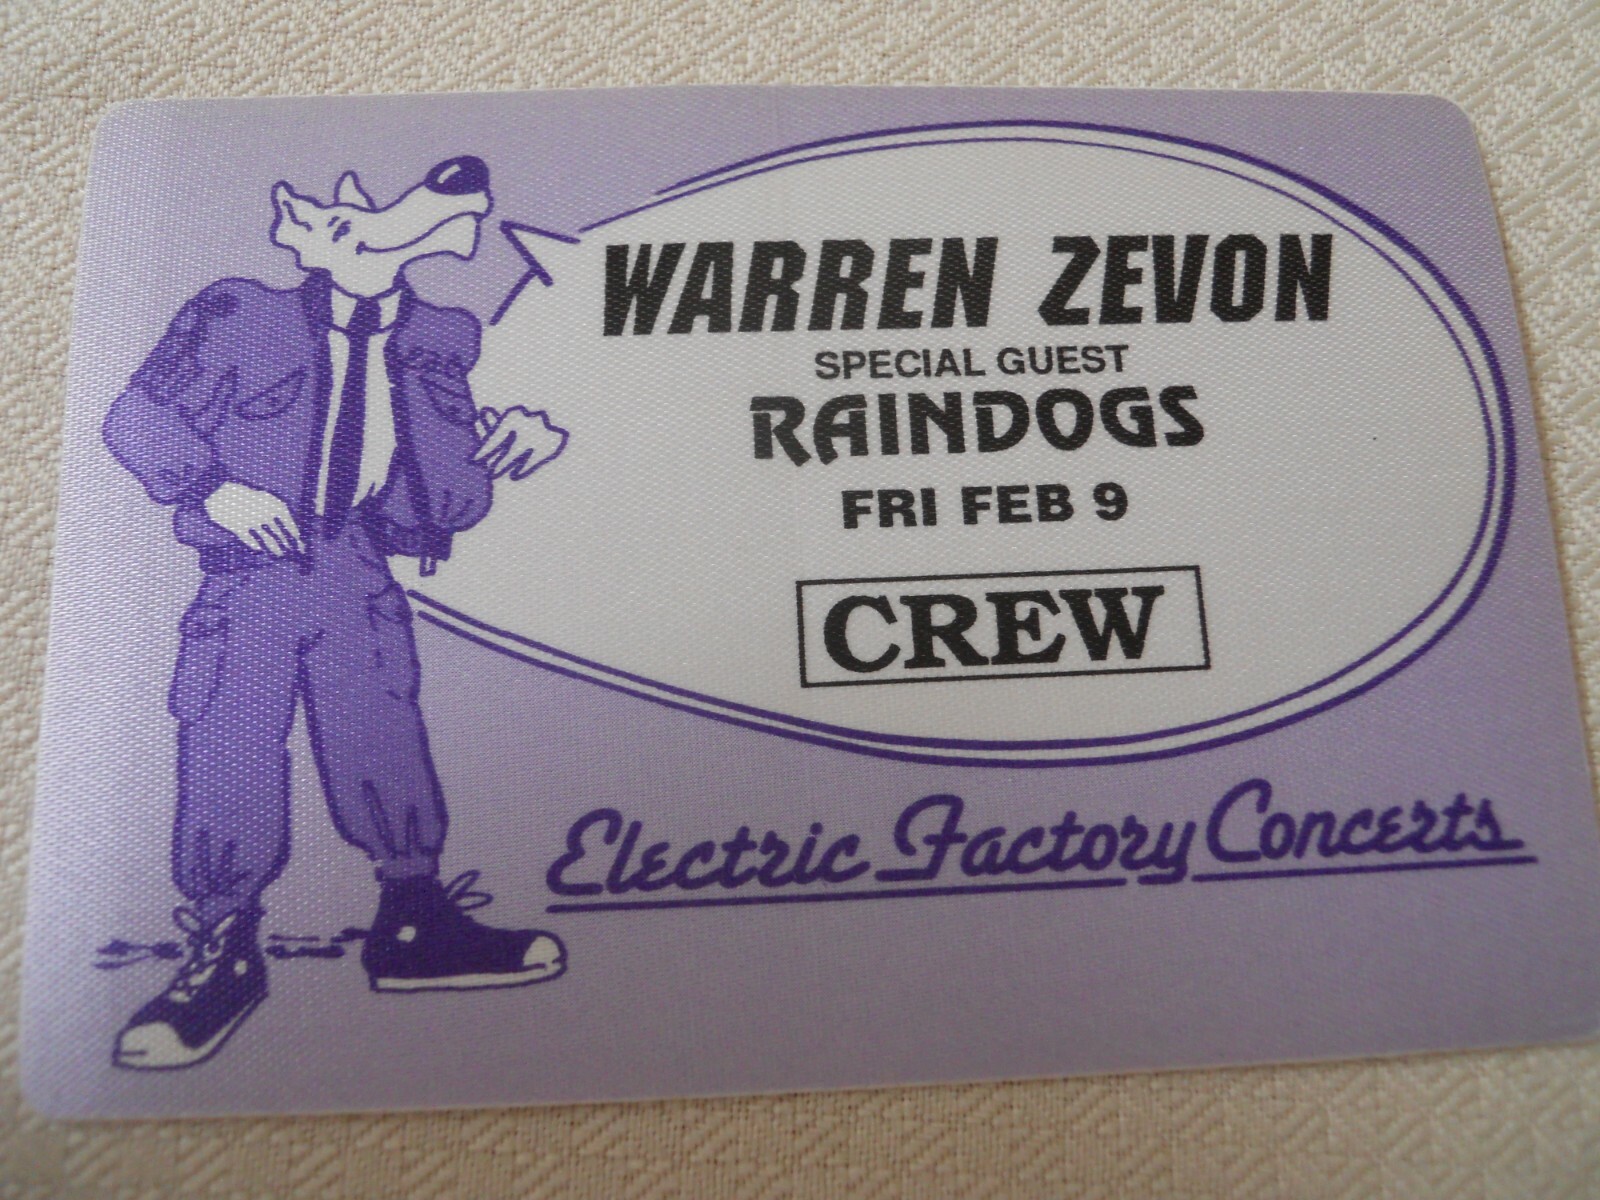 WARREN ZEVON
SPECIAL GUEST
RAINDOGS
FRI FEB 9
CREW
Electric Factory Concerts